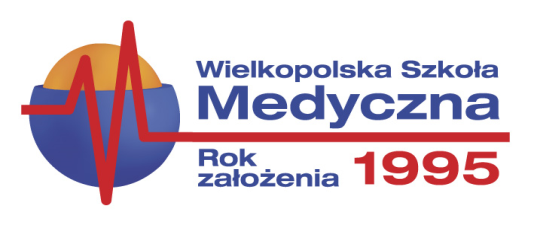 Wielkopolska Szkoła
Medyczna
Rok
założenia 1995